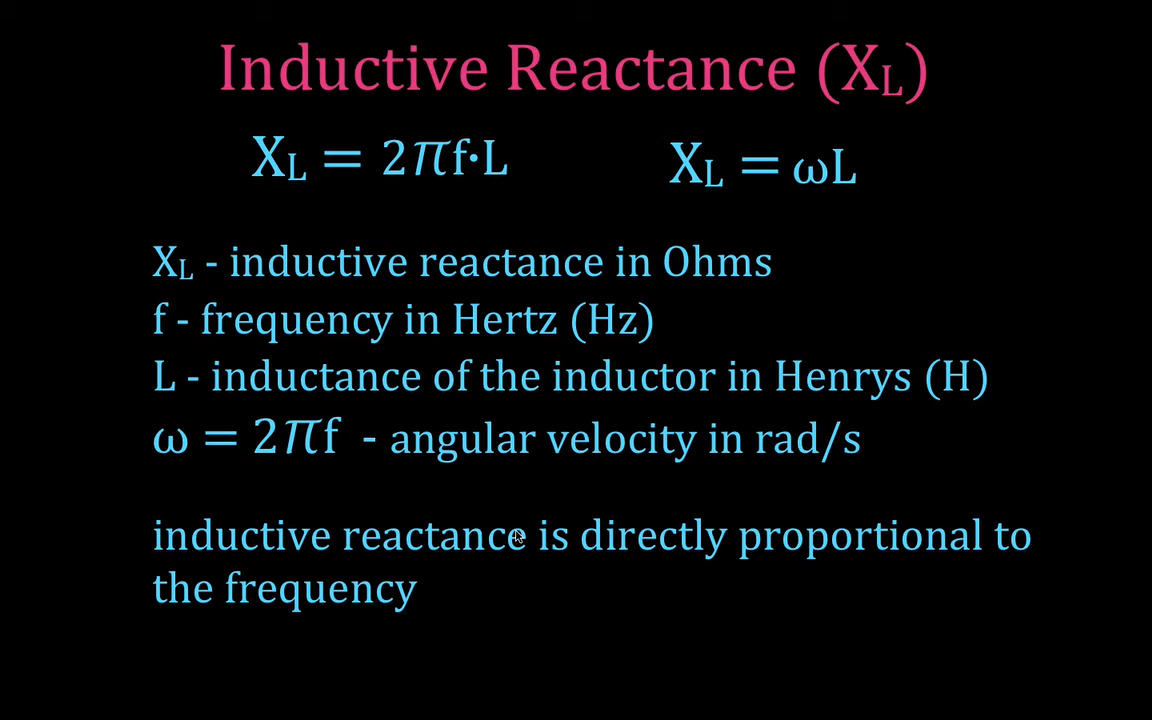 Inductive Reactance (XL)
XL = 2πf·L XL = ωL
XL - inductive reactance in Ohms
f - frequency in Hertz (Hz)
L - inductance of the inductor in Henrys (H)
ω = 2πf - angular velocity in rad/s
inductive reactance is directly proportional to
the frequency